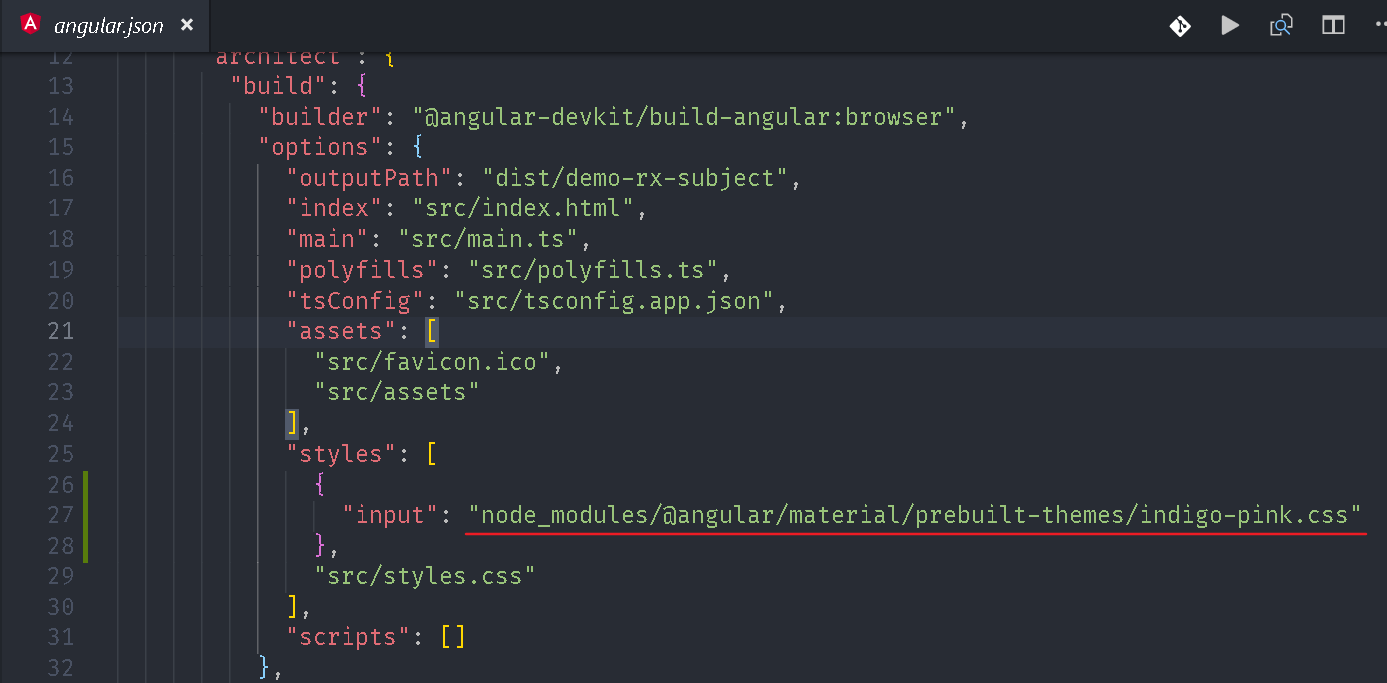 angular.json ×
12 architect : {
13 "build": {
14 "builder": "@angular-devkit/build-angular:browser",
15 "options": {
16 "outputPath": "dist/demo-rx-subject",
17 "index": "src/index.html",
18 "main": "src/main.ts",
19 "polyfills": "src/polyfills.ts",
20 "tsConfig": "src/tsconfig.app.json",
21 "assets": [
22 "src/favicon.ico",
23 "src/assets"
24 ],
25 "styles": [
26 {
27 "input": "node_modules/@angular/material/prebuilt-themes/indigo-pink.css"
28 },
29 "src/styles.css"
30 ],
31 "scripts": []
32 },